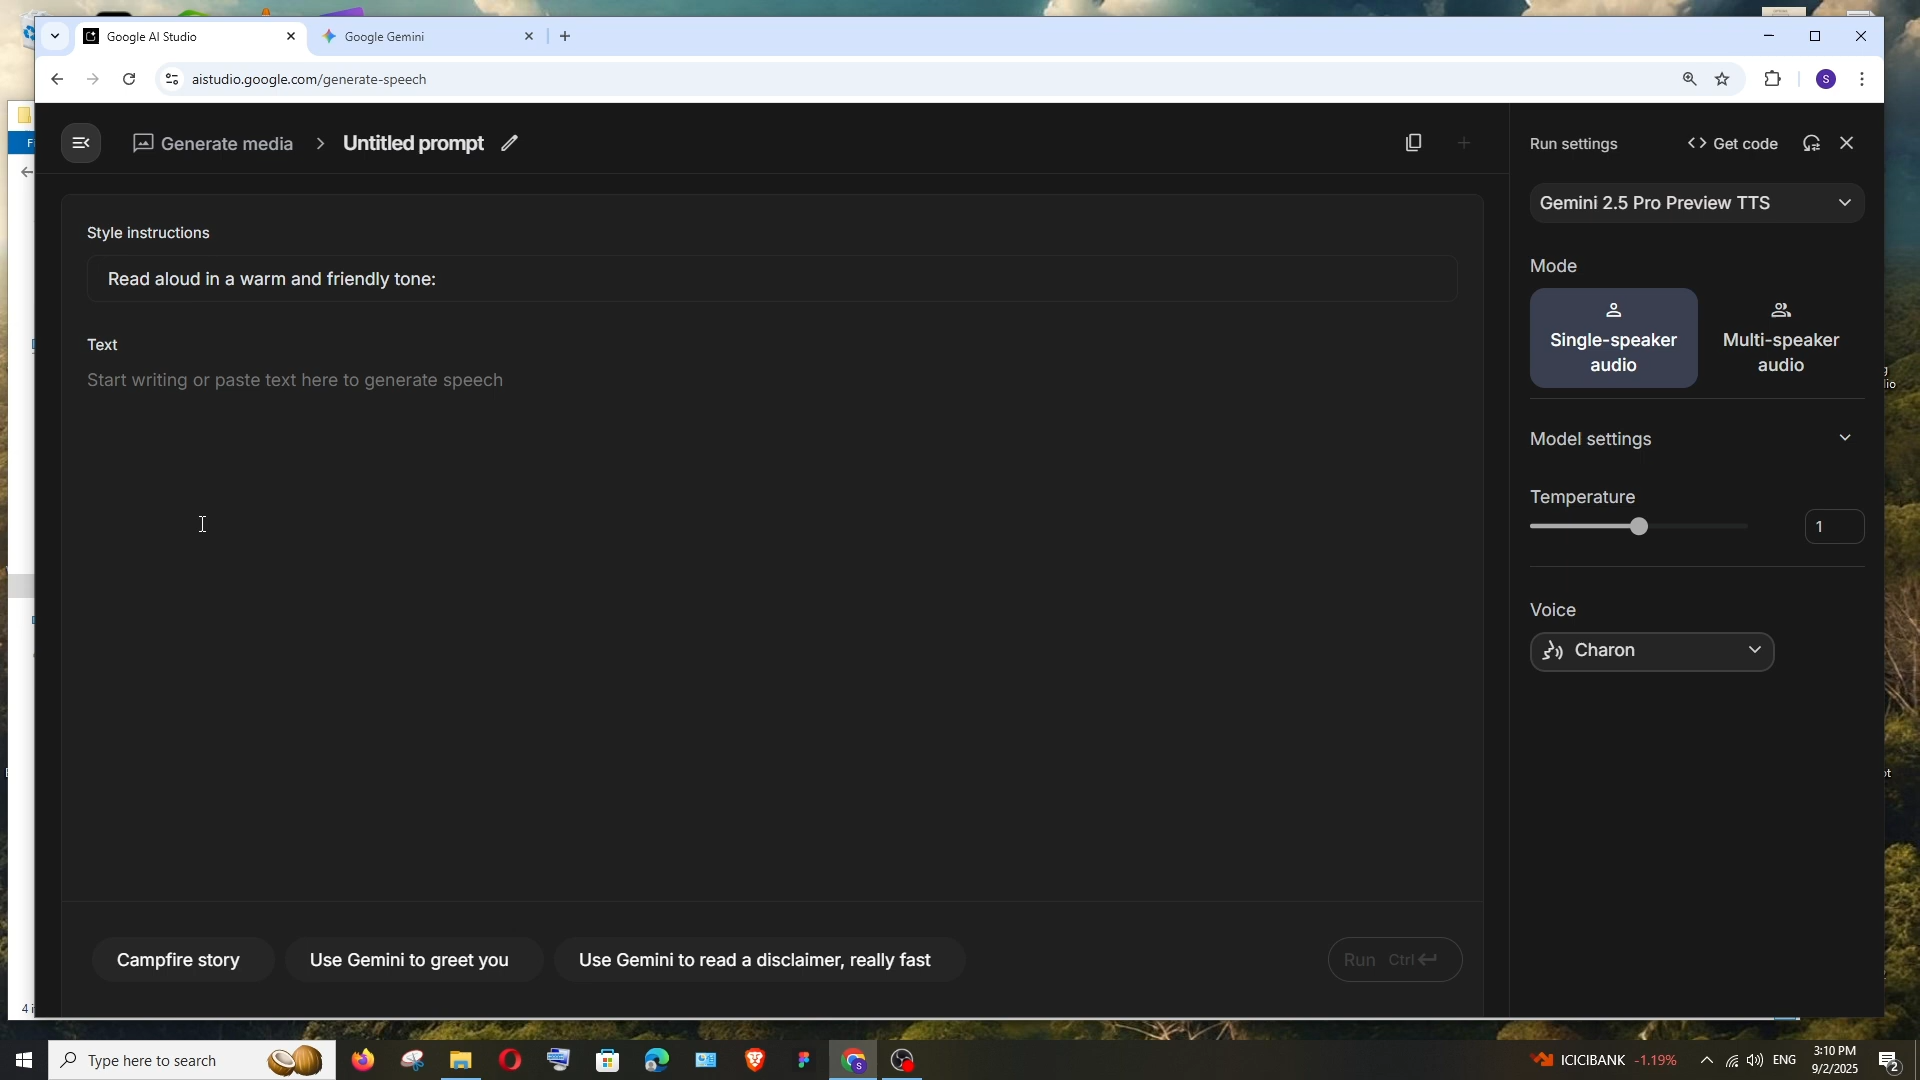 Google AI Studio
Google Gemini
aistudio.google.com/generate-speech
S
Generate media > Untitled prompt
Run settings
<> Get code
Gemini 2.5 Pro Preview TTS
Style instructions
Read aloud in a warm and friendly tone:
Mode
Single-speaker audio
Multi-speaker audio
Text
Start writing or paste text here to generate speech
Model settings
Temperature
1
Voice
Charon
Campfire story
Use Gemini to greet you
Use Gemini to read a disclaimer, really fast
Run Ctrl
4 i
Type here to search
ICICIBANK -1.19%
ENG
3:10 PM
9/2/2025
2